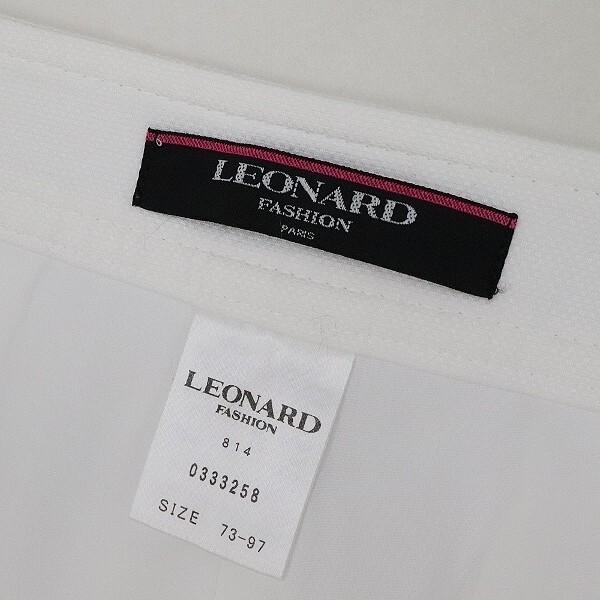 LEONARD
FASHION
PARIS
LEONARD
FASHION
814
0333258
SIZE 73-97